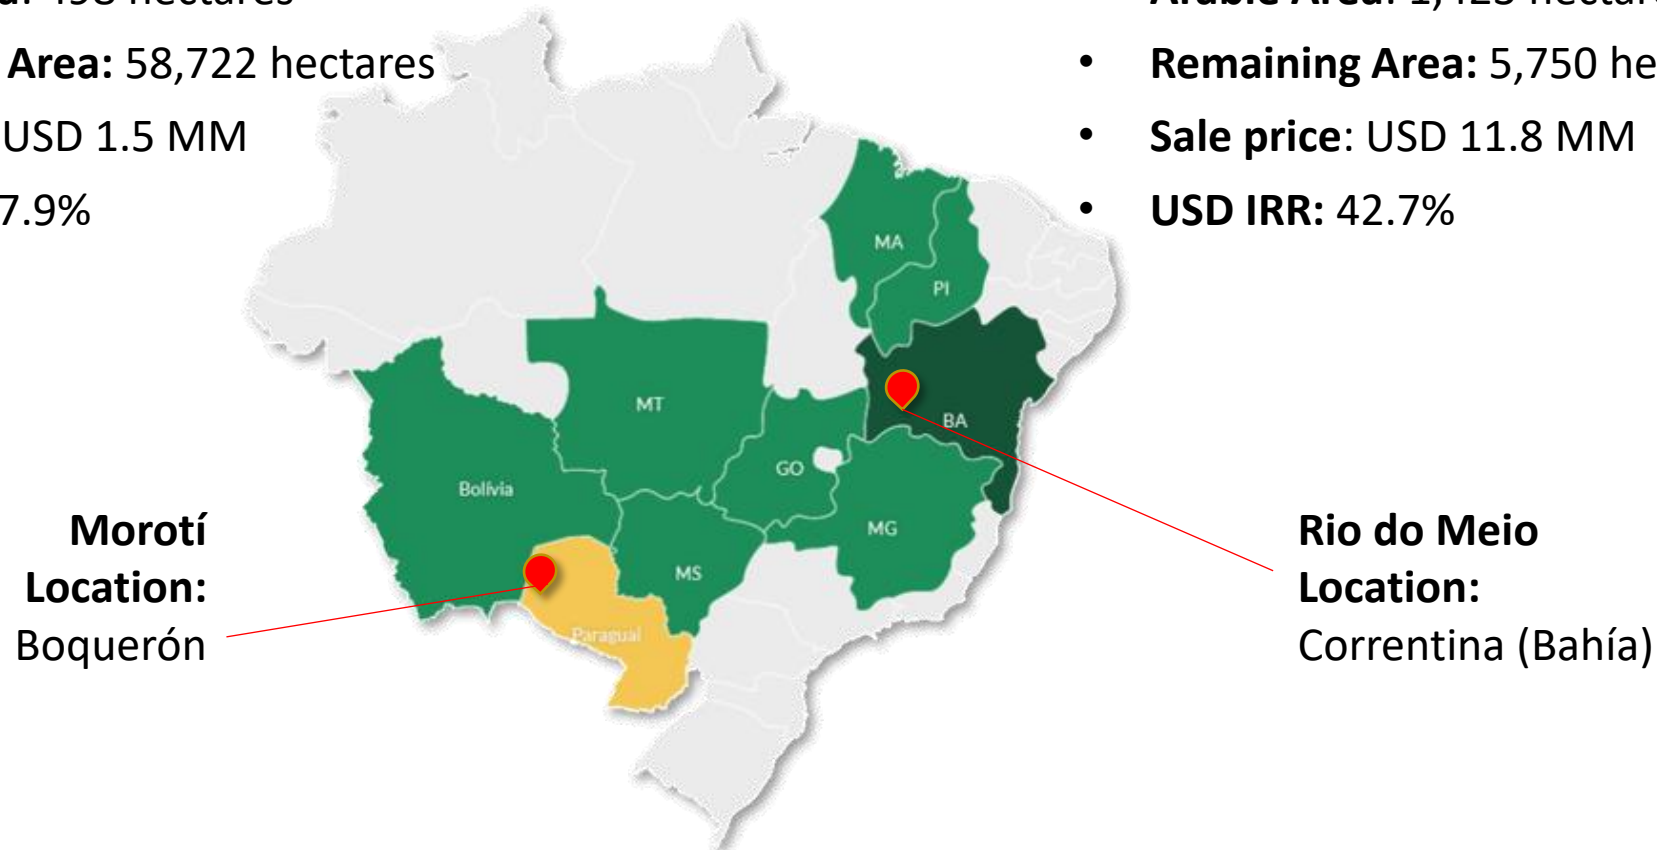 Area: 58,722 hectares
USD 1.5 MM
7.9%
• Remaining Area: 5,750
• Sale price: USD 11.8 MM
• USD IRR: 42.7%
MA
PI
MT
BA
GO
Bolívia
MG
MS
Paraguai
Morotí
Location:
Boquerón
Rio do Meio
Location:
Correntina (Bahía)